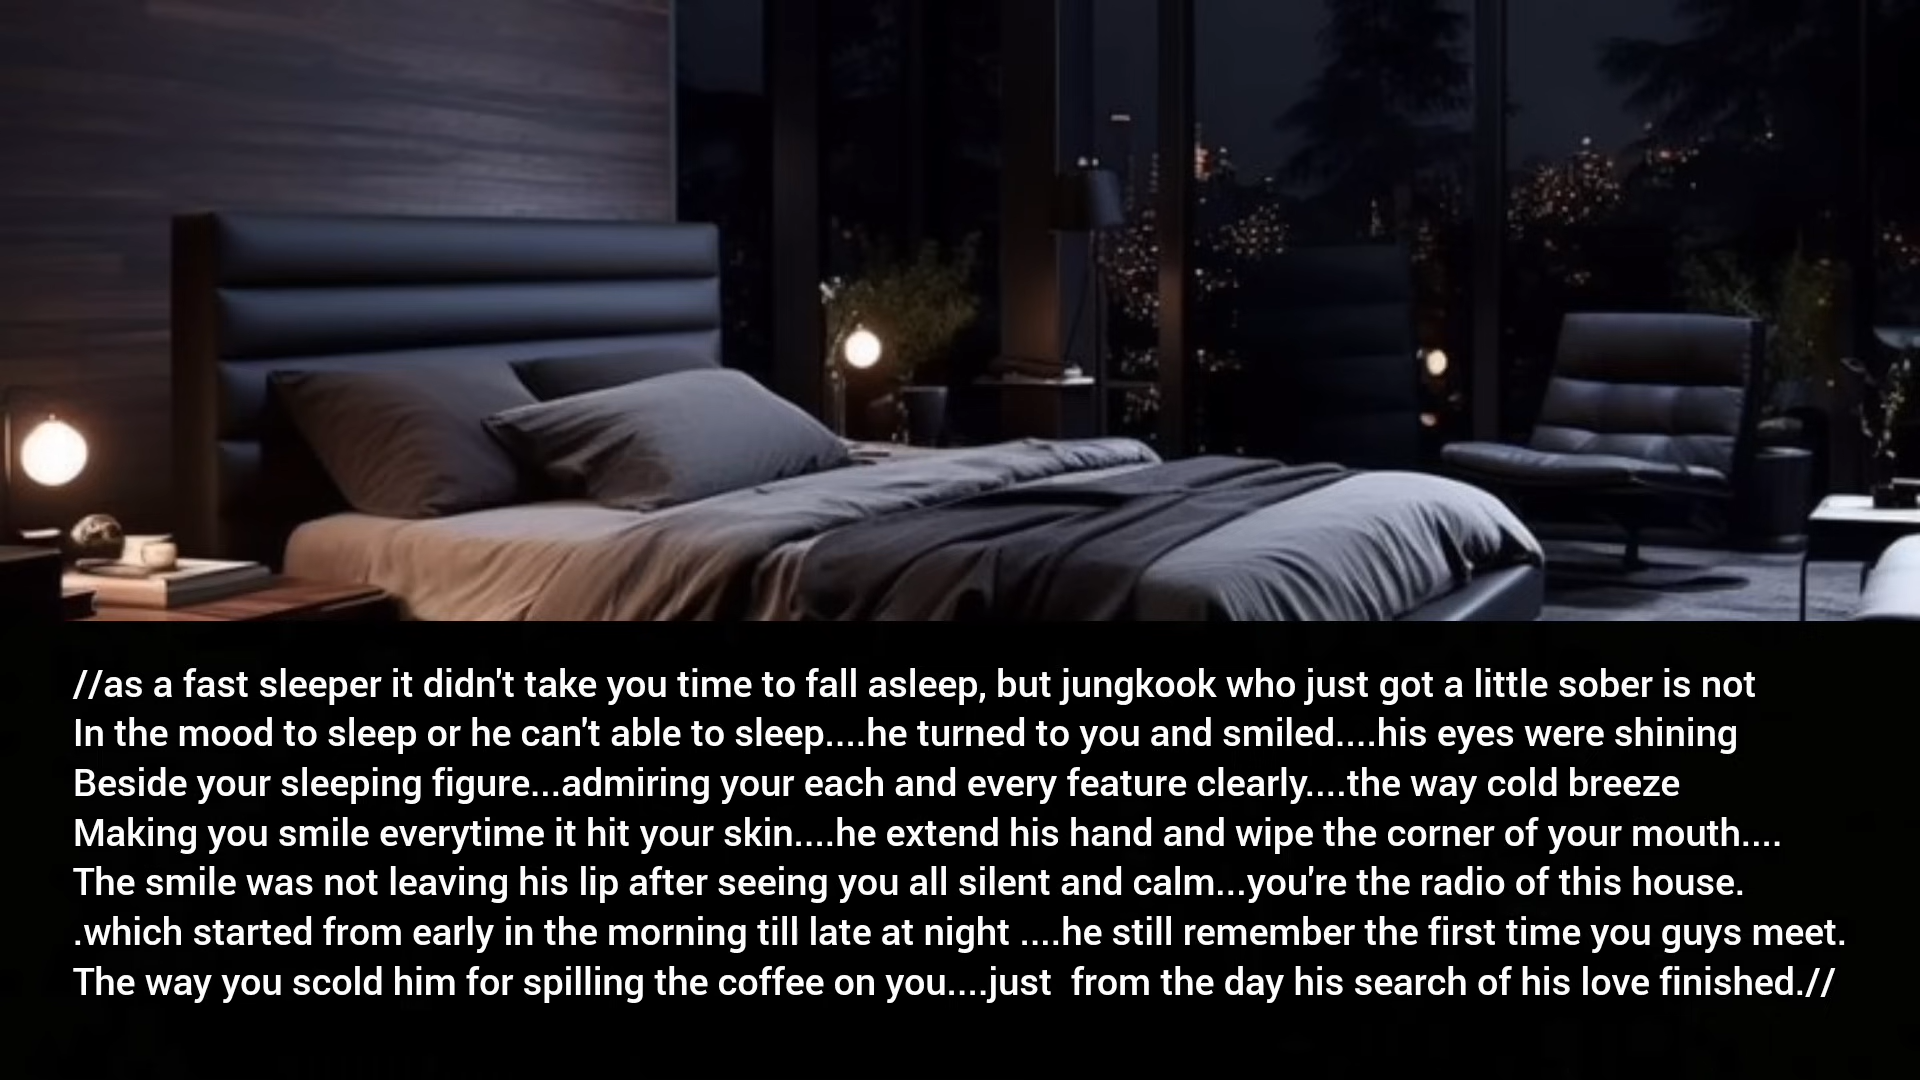 //as a fast sleeper it didn't take you time to fall asleep, but jungkook who just got a little sober is not
In the mood to sleep or he can't able to sleep....he turned to you and smiled....his eyes were shining
Beside your sleeping figure...admiring your each and every feature clearly....the way cold breeze
Making you smile everytime it hit your skin....he extend his hand and wipe the corner of your mouth....
The smile was not leaving his lip after seeing you all silent and calm...you're the radio of this house.
.which started from early in the morning till late at night ....he still remember the first time you guys meet.
The way you scold him for spilling the coffee on you....just  from the day his search of his love finished.//